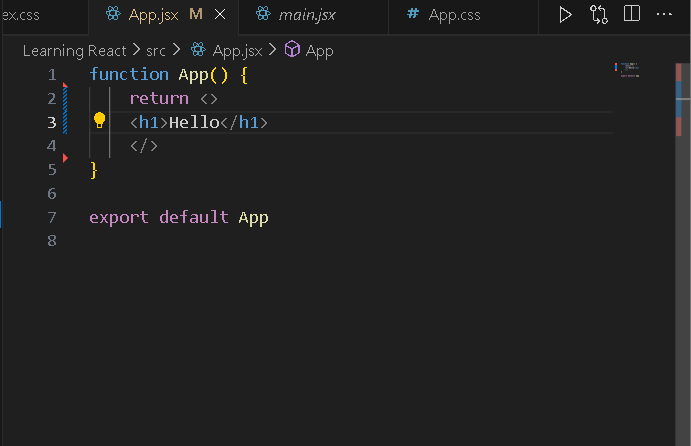 ex.css App.jsx M main.jsx # App.css
Learning React > src > App.jsx > App
1 function App() {
2 return <>
3 <h1>Hello</h1>
4 </>
5 }
6
7 export default App
8